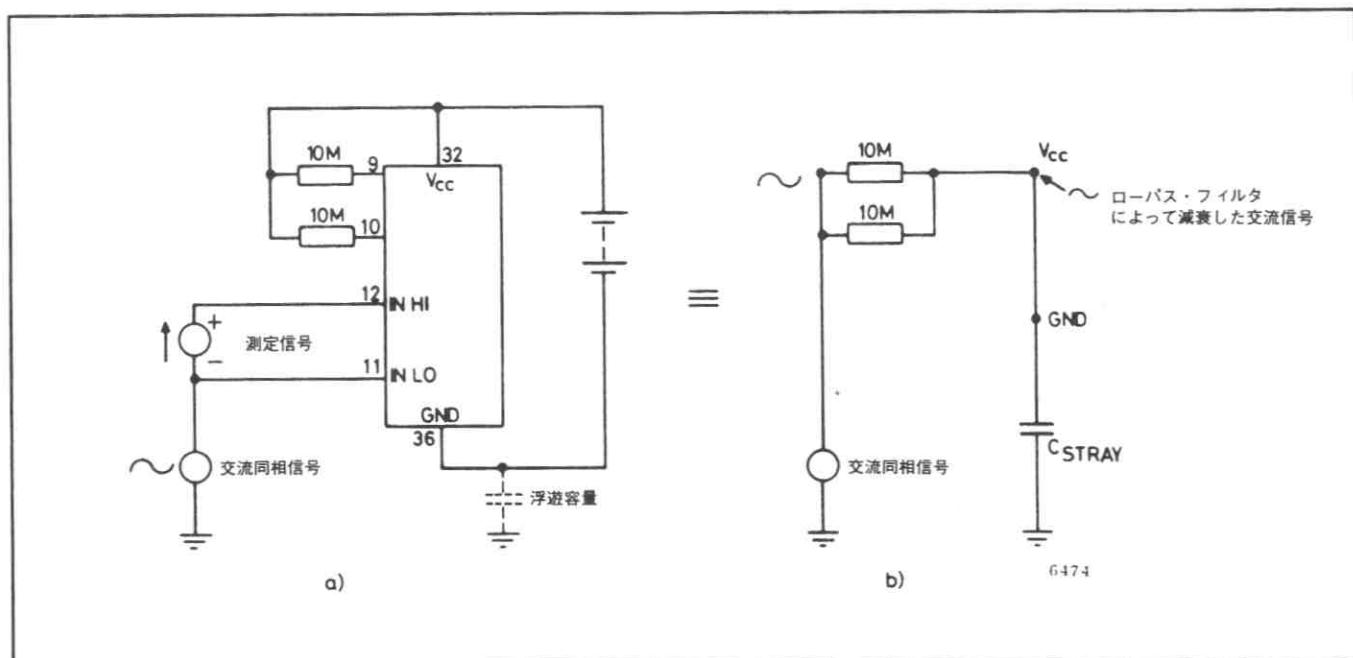 10M
9
32
VCC
10M
10
12
IN HI
+
測定信号
−
11
IN LO
GND
36
交流同相信号
浮遊容量
a)
≡
10M
10M
VCC
ローパス・フィルタ
によって減衰した交流信号
GND
CSTRAY
交流同相信号
b)
6474